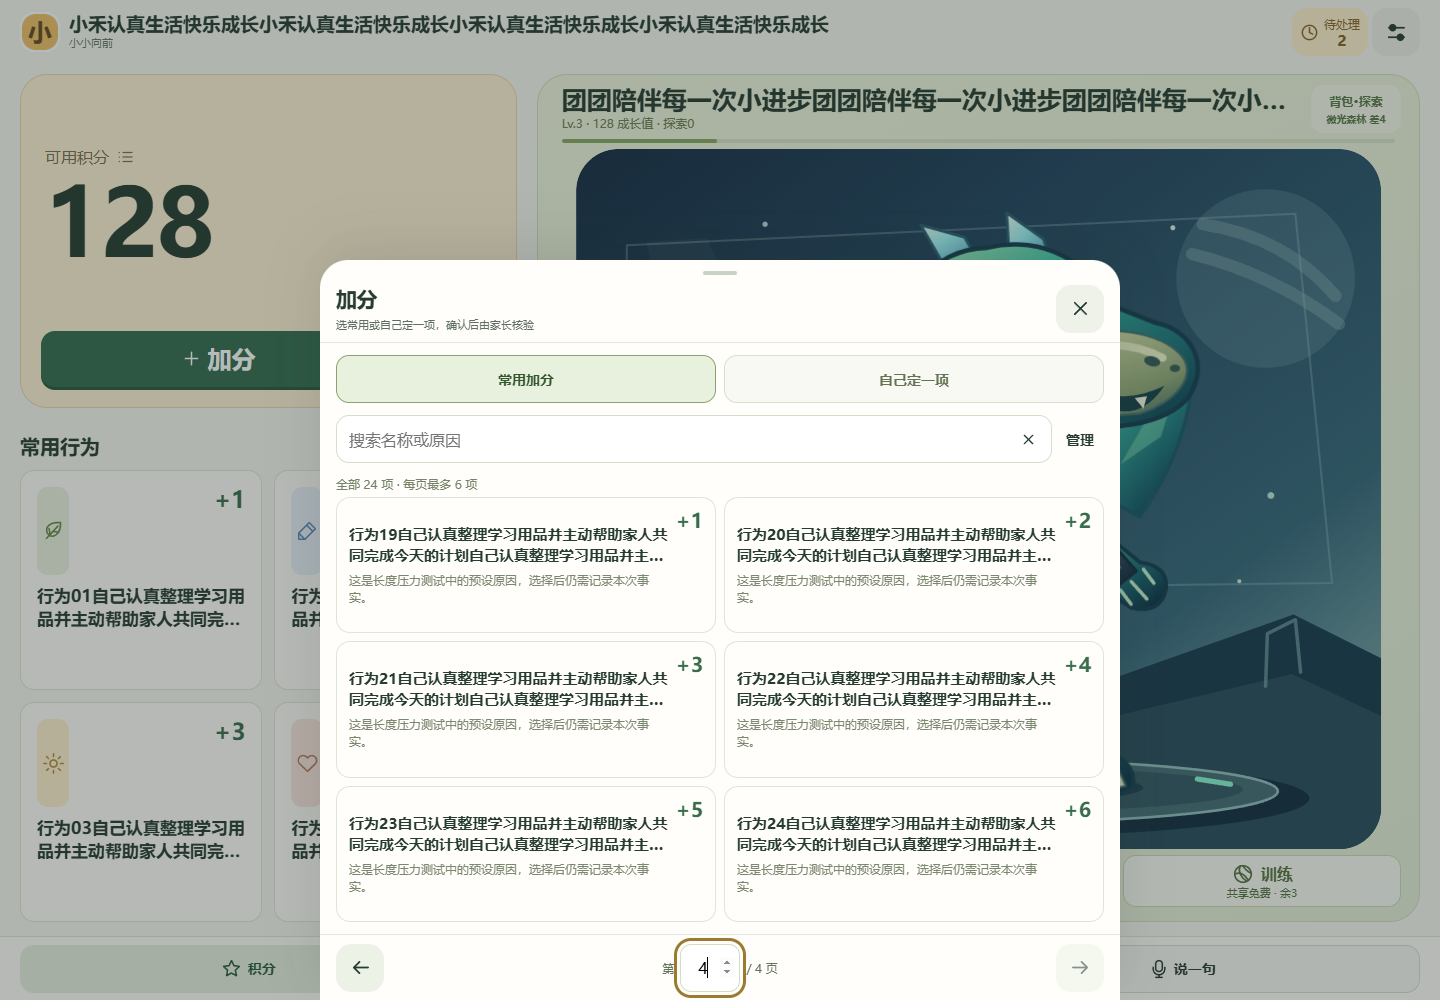 小
小禾认真生活快乐成长小禾认真生活快乐成长小禾认真生活快乐成长小禾认真生活快乐成长
小小向前
待处理
2
可用积分
128
+ 加分
团团陪伴每一次小进步团团陪伴每一次小进步团团陪伴每一次小...
Lv.3 · 128 成长值 · 探索0
背包•探索
微光森林 差4
常用行为
+1
行为01自己认真整理学习用
品并主动帮助家人共同完...
行为
品并
+3
行为03自己认真整理学习用
品并主动帮助家人共同完...
行为
品并
训练
共享免费 · 余3
积分
说一句
加分
选常用或自己定一项，确认后由家长核验
常用加分
自己定一项
搜索名称或原因
管理
全部 24 项 · 每页最多 6 项
行为19自己认真整理学习用品并主动帮助家人共
同完成今天的计划自己认真整理学习用品并主...
+1
这是长度压力测试中的预设原因，选择后仍需记录本次事
实。
行为20自己认真整理学习用品并主动帮助家人共
同完成今天的计划自己认真整理学习用品并主...
+2
这是长度压力测试中的预设原因，选择后仍需记录本次事
实。
行为21自己认真整理学习用品并主动帮助家人共
同完成今天的计划自己认真整理学习用品并主...
+3
这是长度压力测试中的预设原因，选择后仍需记录本次事
实。
行为22自己认真整理学习用品并主动帮助家人共
同完成今天的计划自己认真整理学习用品并主...
+4
这是长度压力测试中的预设原因，选择后仍需记录本次事
实。
行为23自己认真整理学习用品并主动帮助家人共
同完成今天的计划自己认真整理学习用品并主...
+5
这是长度压力测试中的预设原因，选择后仍需记录本次事
实。
行为24自己认真整理学习用品并主动帮助家人共
同完成今天的计划自己认真整理学习用品并主...
+6
这是长度压力测试中的预设原因，选择后仍需记录本次事
实。
第 4 / 4 页